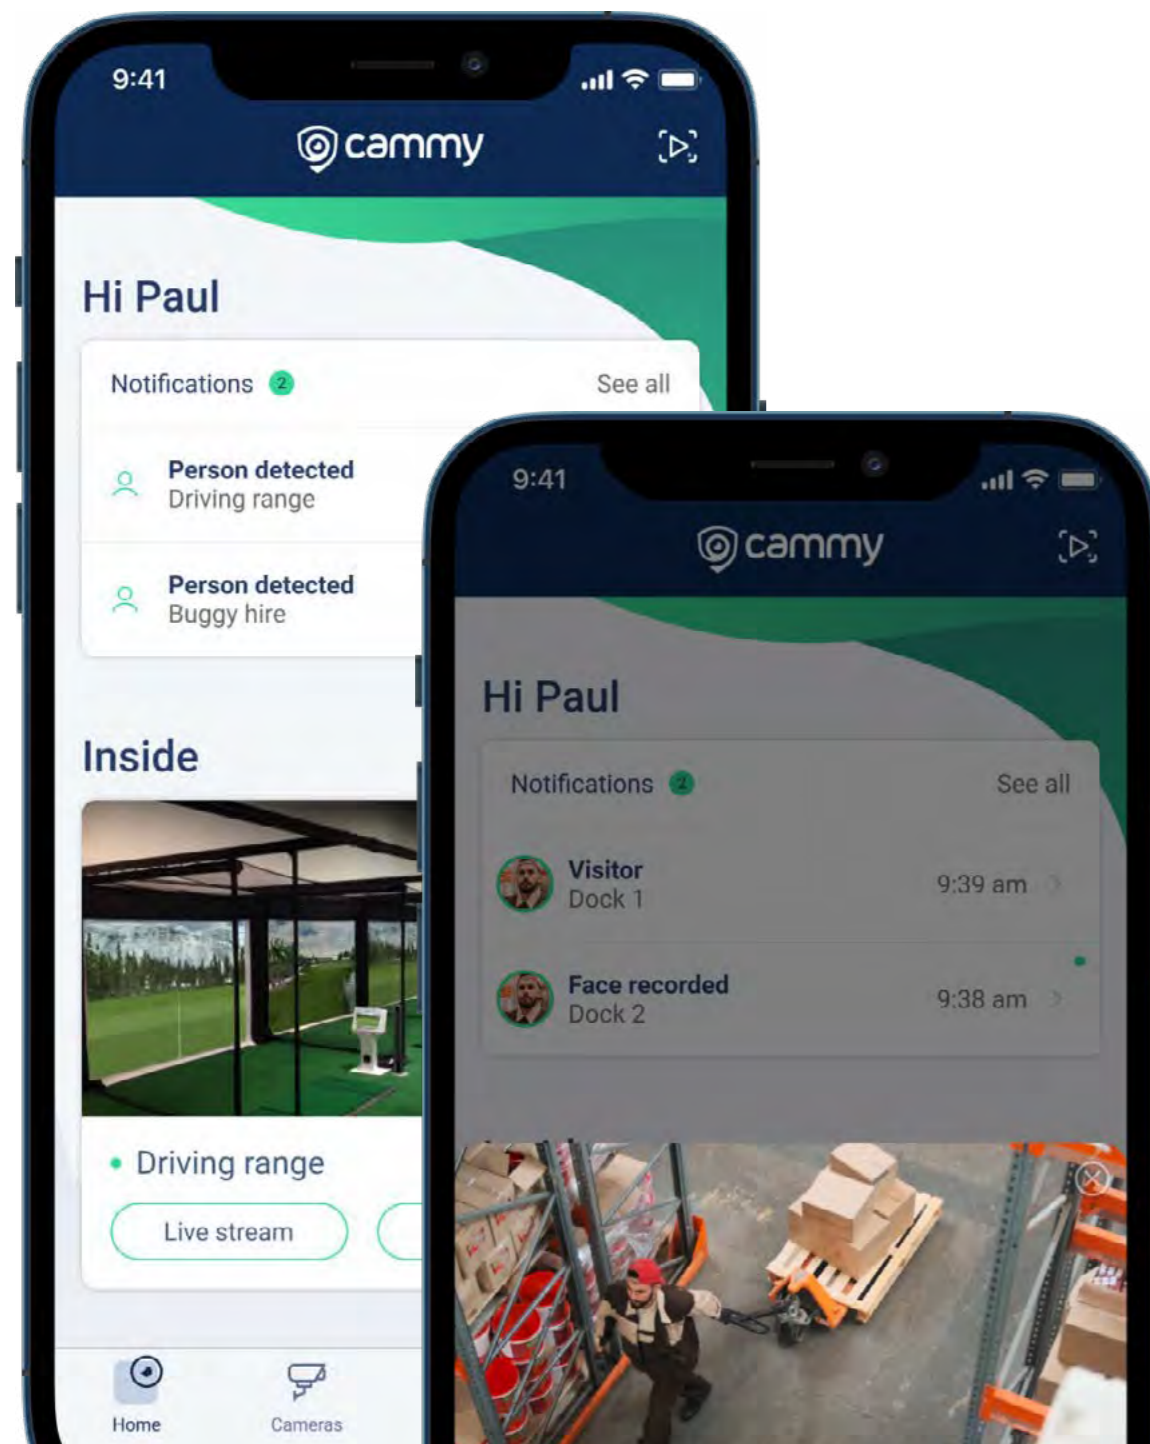 9:41
cammy
Hi Paul
Notifications 2
See all
Person detected
Driving range
Person detected
Buggy hire
Inside
Driving range
Live stream
Home
Cameras
9:41
cammy
Hi Paul
Notifications 2
See all
Visitor
Dock 1
9:39 am
Face recorded
Dock 2
9:38 am